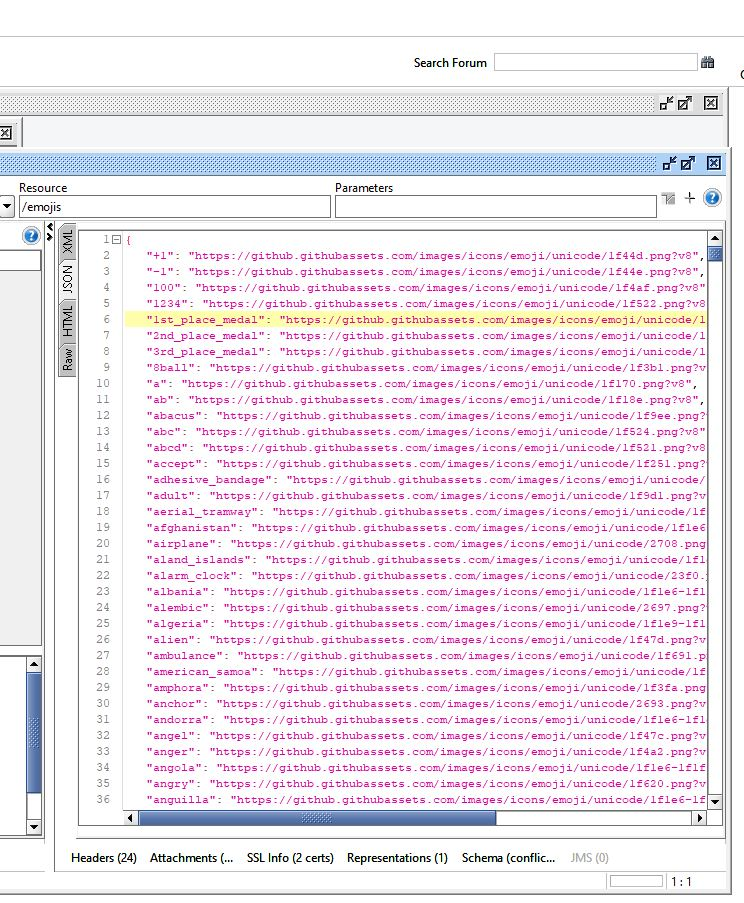 Search Forum
Resource
Parameters
/emojis
XML
JSON
HTML
Raw
1 {
2 "+1": "https://github.githubassets.com/images/icons/emoji/unicode/1f44d.png?v8",
3 "-1": "https://github.githubassets.com/images/icons/emoji/unicode/1f44e.png?v8",
4 "100": "https://github.githubassets.com/images/icons/emoji/unicode/1f4af.png?v8"
5 "1234": "https://github.githubassets.com/images/icons/emoji/unicode/1f522.png?v8
6 "1st_place_medal": "https://github.githubassets.com/images/icons/emoji/unicode/1
7 "2nd_place_medal": "https://github.githubassets.com/images/icons/emoji/unicode/1
8 "3rd_place_medal": "https://github.githubassets.com/images/icons/emoji/unicode/1
9 "8ball": "https://github.githubassets.com/images/icons/emoji/unicode/1f3b1.png?v
10 "a": "https://github.githubassets.com/images/icons/emoji/unicode/1f170.png?v8",
11 "ab": "https://github.githubassets.com/images/icons/emoji/unicode/1f18e.png?v8",
12 "abacus": "https://github.githubassets.com/images/icons/emoji/unicode/1f9ee.png?
13 "abc": "https://github.githubassets.com/images/icons/emoji/unicode/1f524.png?v8"
14 "abcd": "https://github.githubassets.com/images/icons/emoji/unicode/1f521.png?v8
15 "accept": "https://github.githubassets.com/images/icons/emoji/unicode/1f251.png?
16 "adhesive_bandage": "https://github.githubassets.com/images/icons/emoji/unicode/
17 "adult": "https://github.githubassets.com/images/icons/emoji/unicode/1f9d1.png?v
18 "aerial_tramway": "https://github.githubassets.com/images/icons/emoji/unicode/1f
19 "afghanistan": "https://github.githubassets.com/images/icons/emoji/unicode/1f1e6
20 "airplane": "https://github.githubassets.com/images/icons/emoji/unicode/2708.png
21 "aland_islands": "https://github.githubassets.com/images/icons/emoji/unicode/1f1
22 "alarm_clock": "https://github.githubassets.com/images/icons/emoji/unicode/23f0.
23 "albania": "https://github.githubassets.com/images/icons/emoji/unicode/1f1e6-1f1
24 "alembic": "https://github.githubassets.com/images/icons/emoji/unicode/2697.png?
25 "algeria": "https://github.githubassets.com/images/icons/emoji/unicode/1f1e9-1f1
26 "alien": "https://github.githubassets.com/images/icons/emoji/unicode/1f47d.png?v
27 "ambulance": "https://github.githubassets.com/images/icons/emoji/unicode/1f691.p
28 "american_samoa": "https://github.githubassets.com/images/icons/emoji/unicode/1f
29 "amphora": "https://github.githubassets.com/images/icons/emoji/unicode/1f3fa.png
30 "anchor": "https://github.githubassets.com/images/icons/emoji/unicode/2693.png?v
31 "andorra": "https://github.githubassets.com/images/icons/emoji/unicode/1f1e6-1f1
32 "angel": "https://github.githubassets.com/images/icons/emoji/unicode/1f47c.png?v
33 "anger": "https://github.githubassets.com/images/icons/emoji/unicode/1f4a2.png?v
34 "angola": "https://github.githubassets.com/images/icons/emoji/unicode/1f1e6-1f1f
35 "angry": "https://github.githubassets.com/images/icons/emoji/unicode/1f620.png?v
36 "anguilla": "https://github.githubassets.com/images/icons/emoji/unicode/1f1e6-1f
Headers (24) Attachments (... SSL Info (2 certs) Representations (1) Schema (conflic... JMS (0)
1 : 1